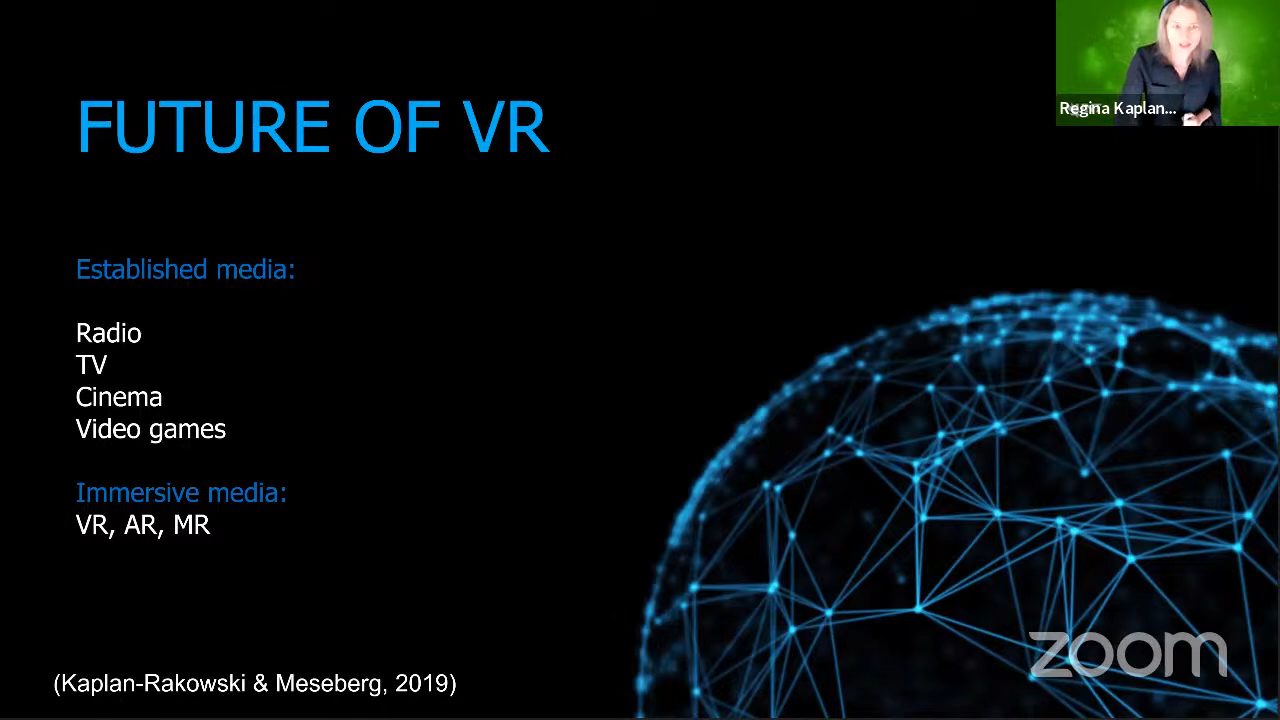 FUTURE OF VR
Regina Kaplan...
Established media:
Radio
TV
Cinema
Video games
Immersive media:
VR, AR, MR
(Kaplan-Rakowski & Meseberg, 2019)
zoom